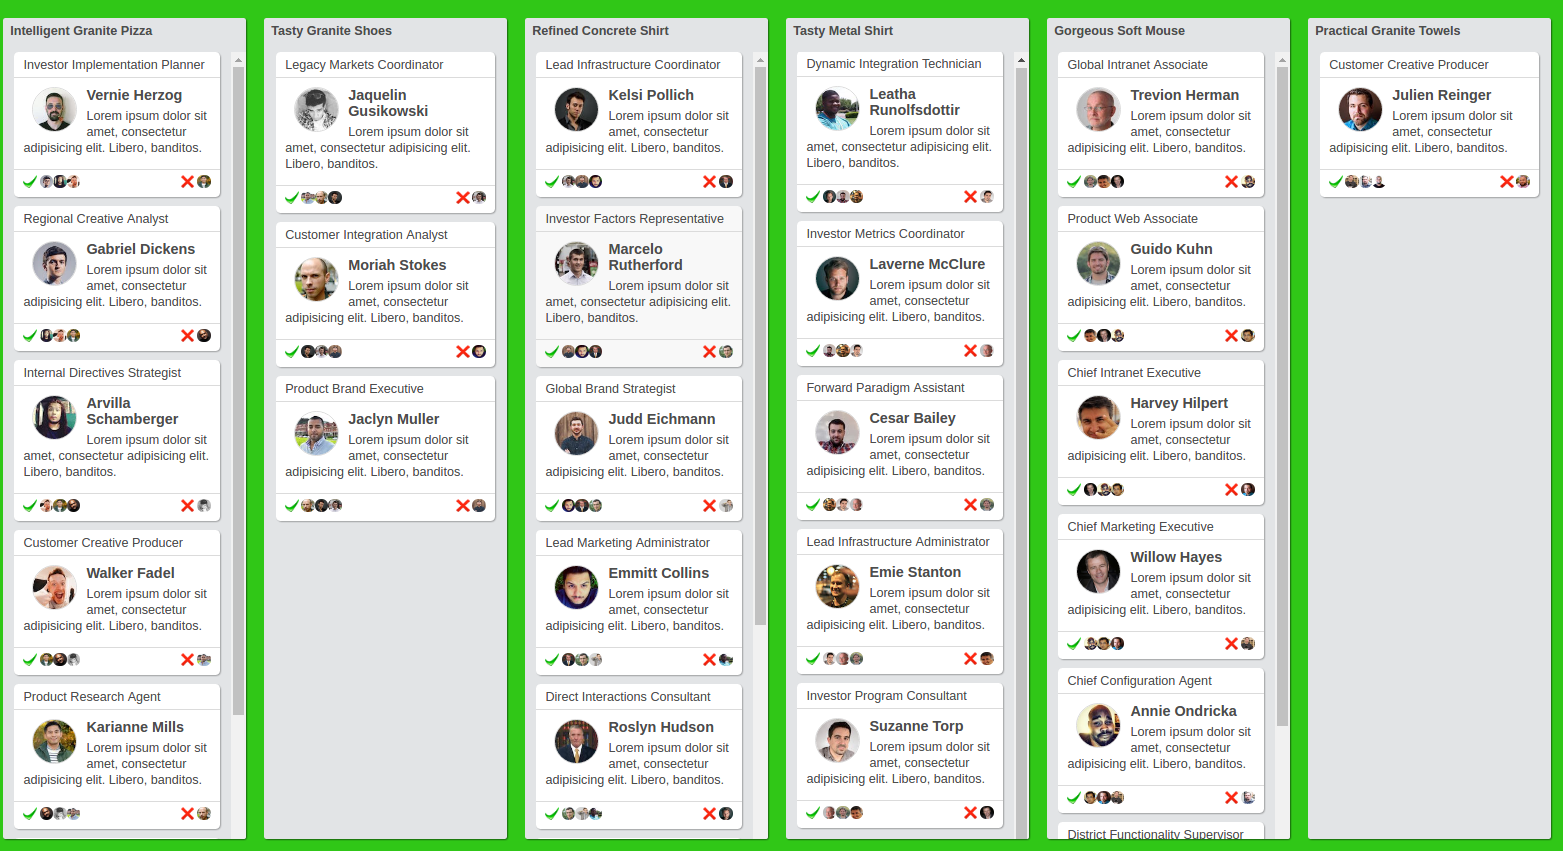 Intelligent Granite Pizza
Investor Implementation Planner
Vernie Herzog
Lorem ipsum dolor sit
amet, consectetur
adipisicing elit. Libero, banditos.
Regional Creative Analyst
Gabriel Dickens
Lorem ipsum dolor sit
amet, consectetur
adipisicing elit. Libero, banditos.
Internal Directives Strategist
Arvilla
Schamberger
Lorem ipsum dolor sit
amet, consectetur adipisicing elit.
Libero, banditos.
Customer Creative Producer
Walker Fadel
Lorem ipsum dolor sit
amet, consectetur
adipisicing elit. Libero, banditos.
Product Research Agent
Karianne Mills
Lorem ipsum dolor sit
amet, consectetur
adipisicing elit. Libero, banditos.
Tasty Granite Shoes
Legacy Markets Coordinator
Jaquelin
Gusikowski
Lorem ipsum dolor sit
amet, consectetur adipisicing elit.
Libero, banditos.
Customer Integration Analyst
Moriah Stokes
Lorem ipsum dolor sit
amet, consectetur
adipisicing elit. Libero, banditos.
Product Brand Executive
Jaclyn Muller
Lorem ipsum dolor sit
amet, consectetur
adipisicing elit. Libero, banditos.
Refined Concrete Shirt
Lead Infrastructure Coordinator
Kelsi Pollich
Lorem ipsum dolor sit
amet, consectetur
adipisicing elit. Libero, banditos.
Investor Factors Representative
Marcelo
Rutherford
Lorem ipsum dolor sit
amet, consectetur adipisicing elit.
Libero, banditos.
Global Brand Strategist
Judd Eichmann
Lorem ipsum dolor sit
amet, consectetur
adipisicing elit. Libero, banditos.
Lead Marketing Administrator
Emmitt Collins
Lorem ipsum dolor sit
amet, consectetur
adipisicing elit. Libero, banditos.
Direct Interactions Consultant
Roslyn Hudson
Lorem ipsum dolor sit
amet, consectetur
adipisicing elit. Libero, banditos.
Tasty Metal Shirt
Dynamic Integration Technician
Leatha
Runolfsdottir
Lorem ipsum dolor sit
amet, consectetur adipisicing elit.
Libero, banditos.
Investor Metrics Coordinator
Laverne McClure
Lorem ipsum dolor sit
amet, consectetur
adipisicing elit. Libero, banditos.
Forward Paradigm Assistant
Cesar Bailey
Lorem ipsum dolor sit
amet, consectetur
adipisicing elit. Libero, banditos.
Lead Infrastructure Administrator
Emie Stanton
Lorem ipsum dolor sit
amet, consectetur
adipisicing elit. Libero, banditos.
Investor Program Consultant
Suzanne Torp
Lorem ipsum dolor sit
amet, consectetur
adipisicing elit. Libero, banditos.
Gorgeous Soft Mouse
Global Intranet Associate
Trevion Herman
Lorem ipsum dolor sit
amet, consectetur
adipisicing elit. Libero, banditos.
Product Web Associate
Guido Kuhn
Lorem ipsum dolor sit
amet, consectetur
adipisicing elit. Libero, banditos.
Chief Intranet Executive
Harvey Hilpert
Lorem ipsum dolor sit
amet, consectetur
adipisicing elit. Libero, banditos.
Chief Marketing Executive
Willow Hayes
Lorem ipsum dolor sit
amet, consectetur
adipisicing elit. Libero, banditos.
Chief Configuration Agent
Annie Ondricka
Lorem ipsum dolor sit
amet, consectetur
adipisicing elit. Libero, banditos.
District Functionality Supervisor
Practical Granite Towels
Customer Creative Producer
Julien Reinger
Lorem ipsum dolor sit
amet, consectetur
adipisicing elit. Libero, banditos.